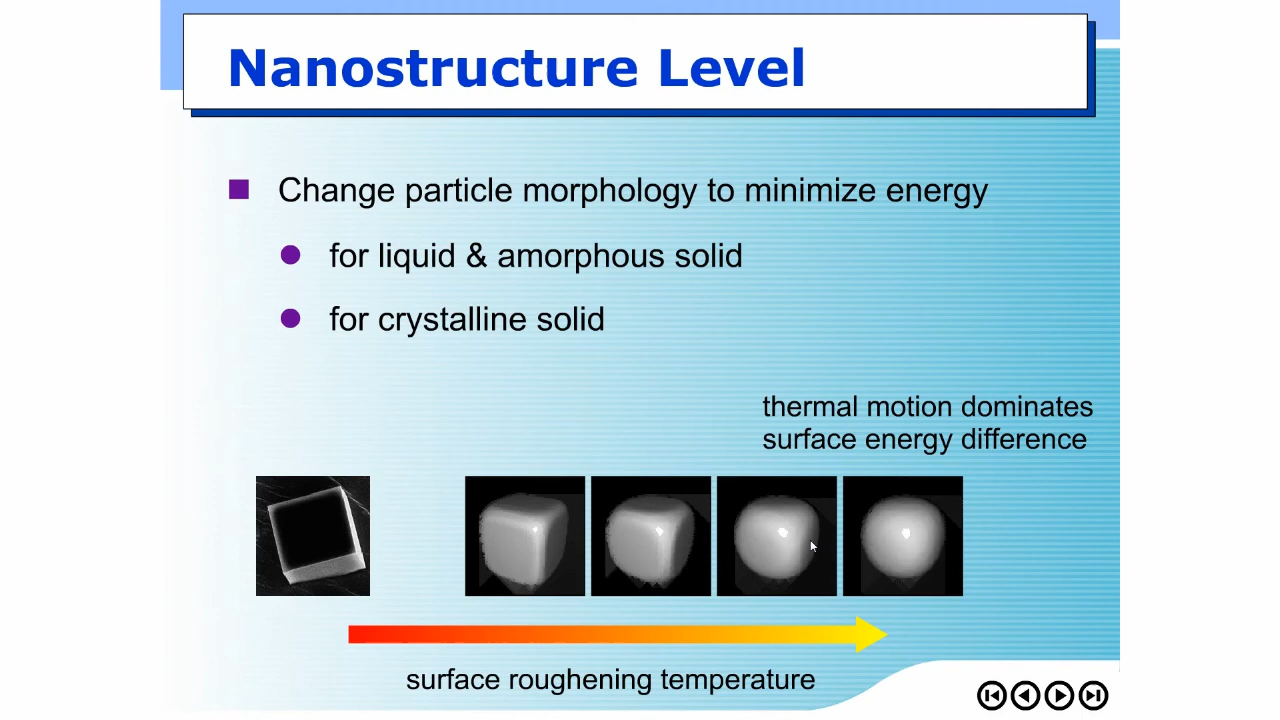 Nanostructure Level
Change particle morphology to minimize energy
for liquid & amorphous solid
for crystalline solid
thermal motion dominates
surface energy difference
surface roughening temperature